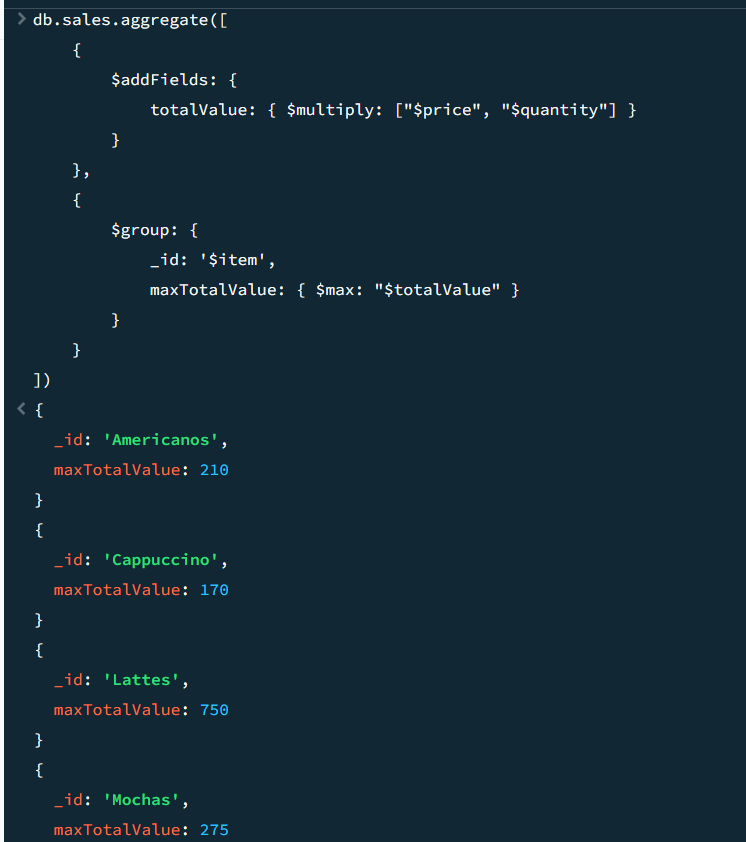 > db.sales.aggregate([
{
$addFields: {
totalValue: { $multiply: ["$price", "$quantity"] }
}
},
{
$group: {
_id: '$item',
maxTotalValue: { $max: "$totalValue" }
}
}
])
< {
_id: 'Americanos',
maxTotalValue: 210
}
{
_id: 'Cappuccino',
maxTotalValue: 170
}
{
_id: 'Lattes',
maxTotalValue: 750
}
{
_id: 'Mochas',
maxTotalValue: 275